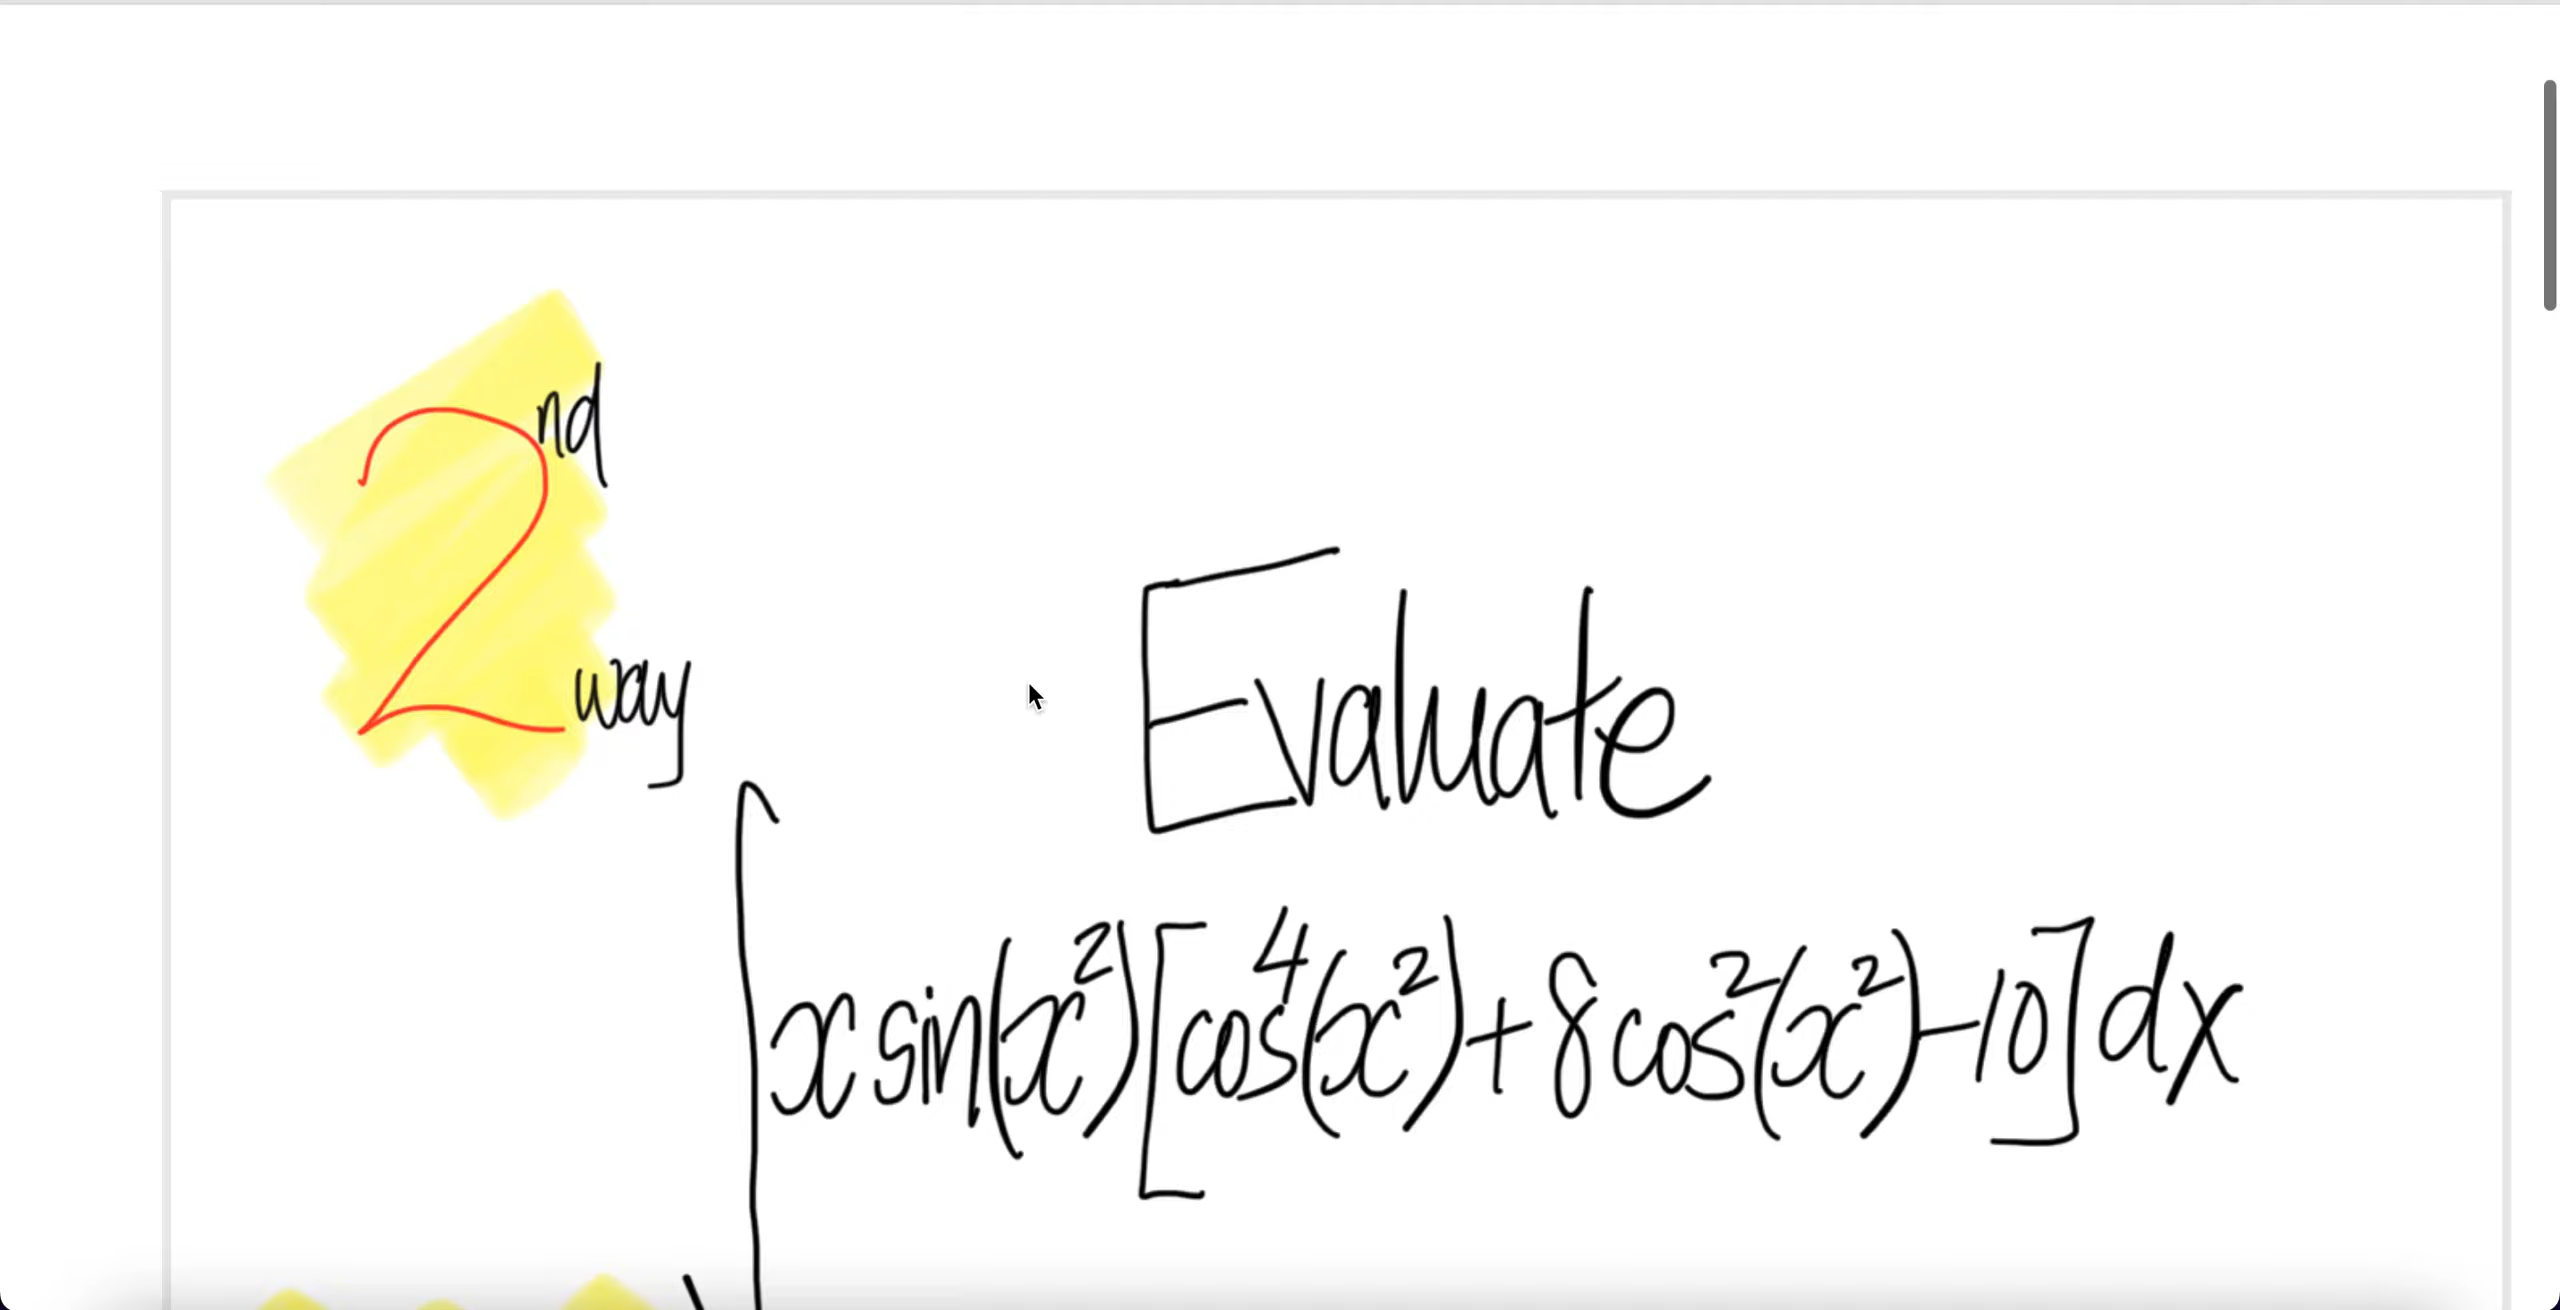 2nd way
Evaluate
∫x sin(x²)[cos⁴(x²)+8cos²(x²)-10]dx